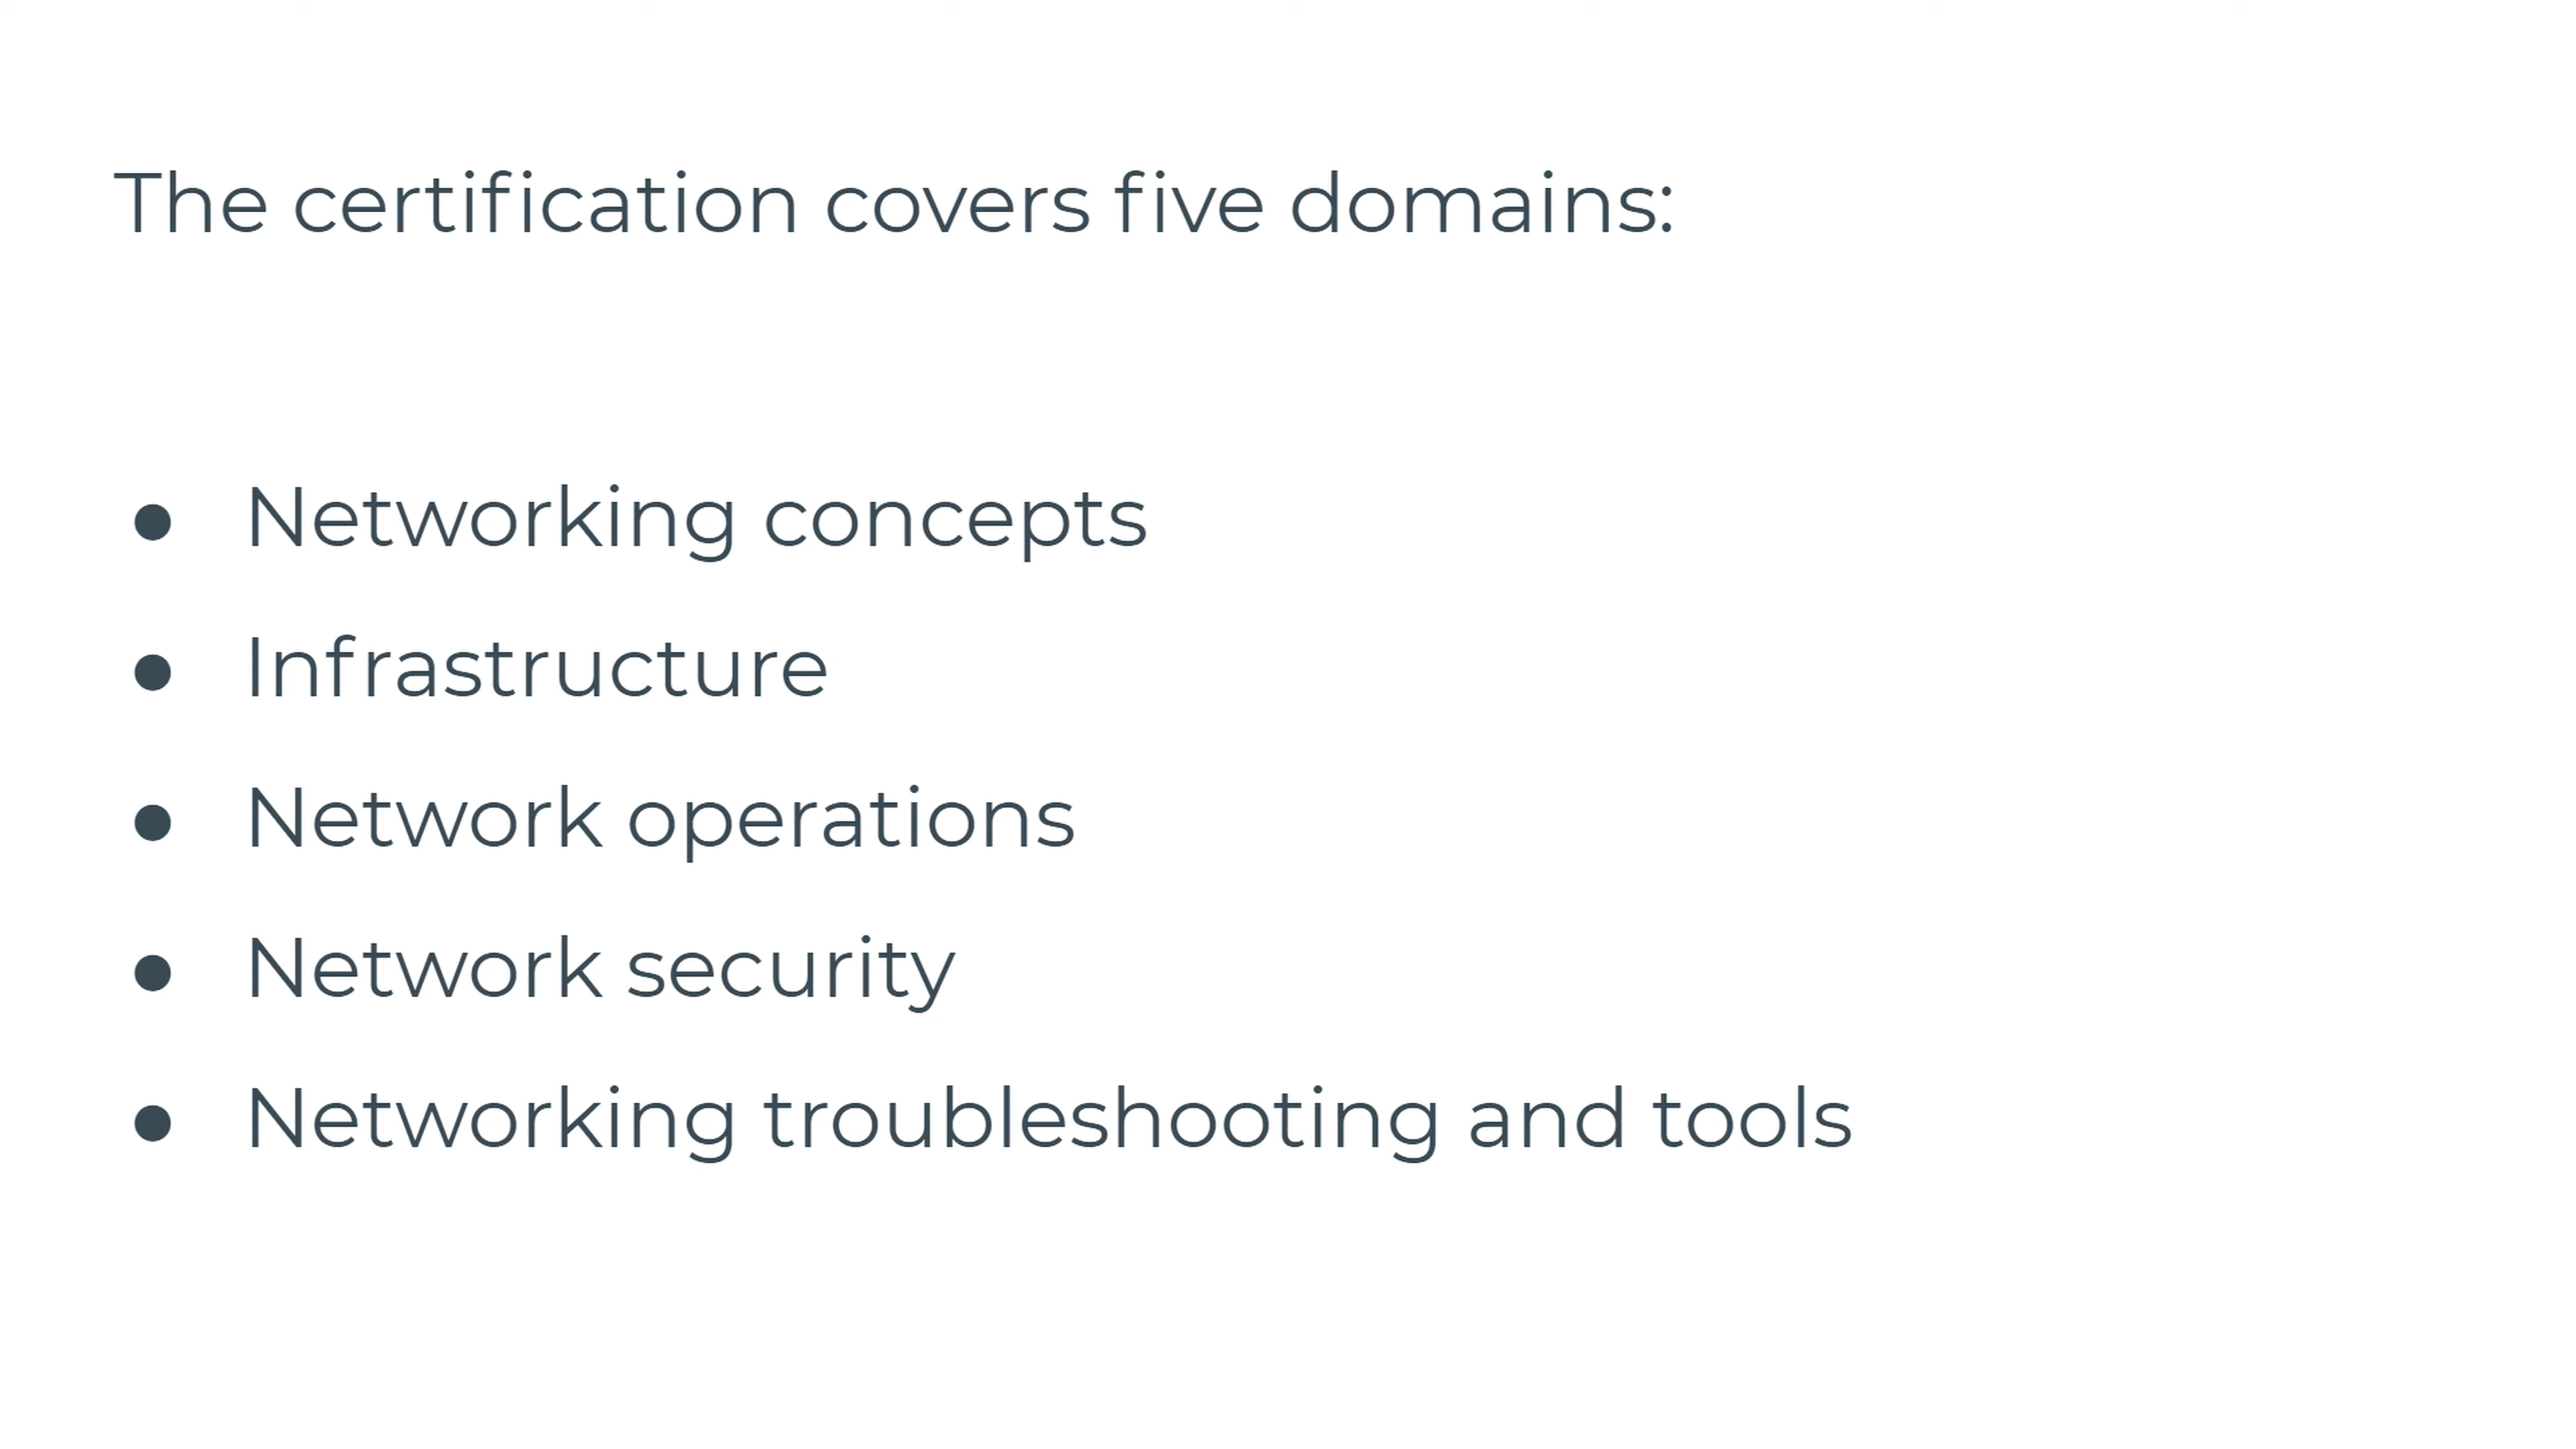 The certification covers five domains:
● Networking concepts
● Infrastructure
● Network operations
● Network security
● Networking troubleshooting and tools